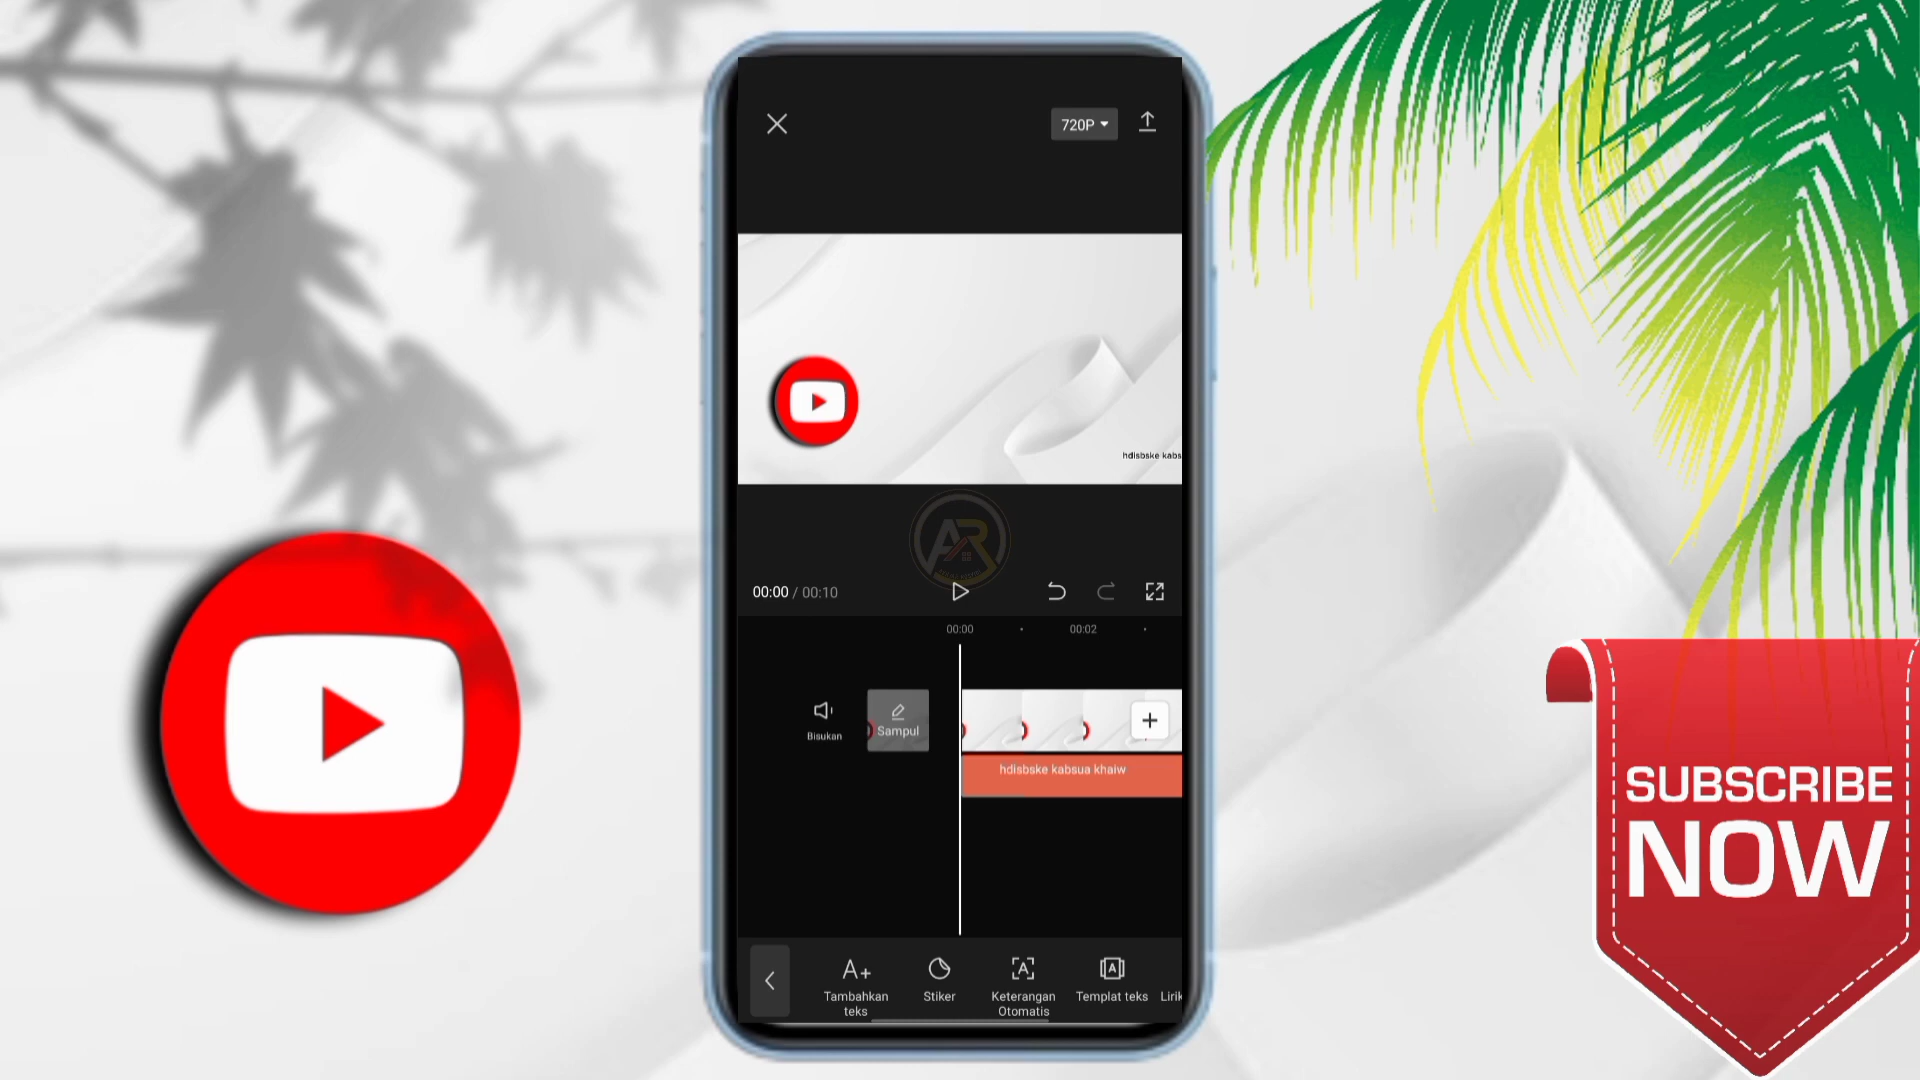 720P
hdisbske kabs
AR
00:00 / 00:10
00:00
00:02
Bisukan
Sampul
hdisbske kabsua khaiw
Tambahkan
teks
Stiker
Keterangan
Otomatis
Templat teks
Lirik
SUBSCRIBE
NOW